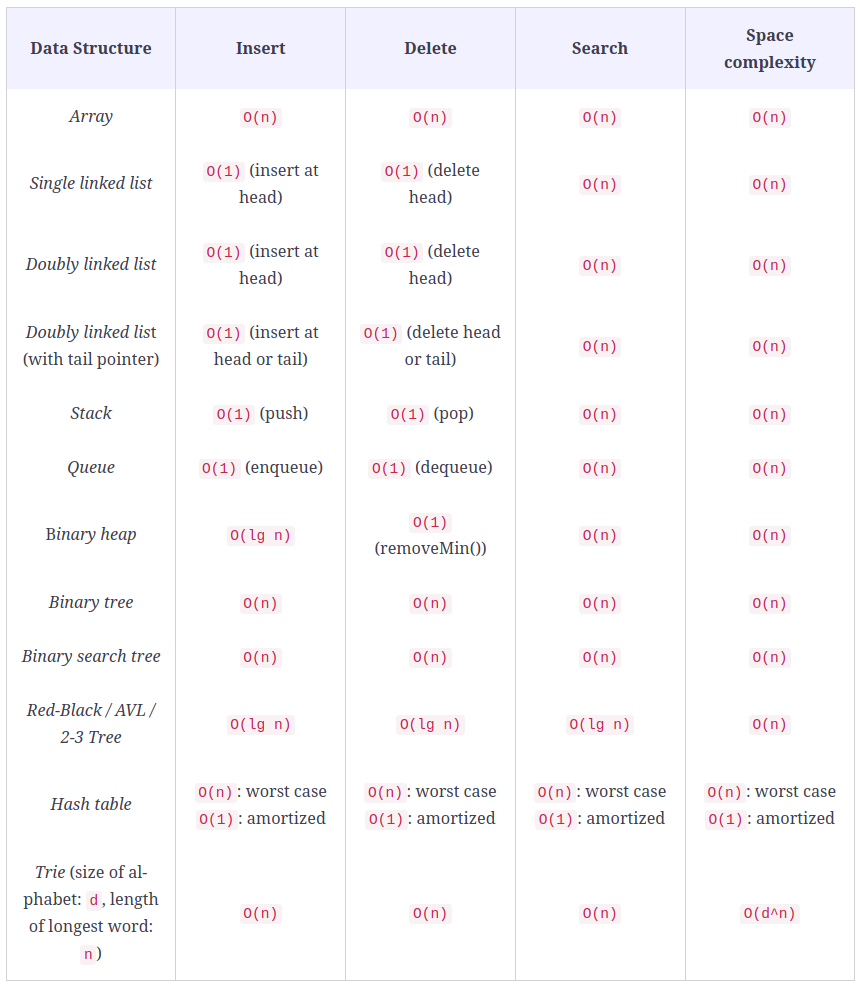 Data Structure Insert Delete Search Space
complexity
Array O(n) O(n) O(n) O(n)
Single linked list O(1) (insert at
head) O(1) (delete
head) O(n) O(n)
Doubly linked list O(1) (insert at
head) O(1) (delete
head) O(n) O(n)
Doubly linked list
(with tail pointer) O(1) (insert at
head or tail) O(1) (delete head
or tail) O(n) O(n)
Stack O(1) (push) O(1) (pop) O(n) O(n)
Queue O(1) (enqueue) O(1) (dequeue) O(n) O(n)
Binary heap O(lg n) O(1)
(removeMin()) O(n) O(n)
Binary tree O(n) O(n) O(n) O(n)
Binary search tree O(n) O(n) O(n) O(n)
Red-Black / AVL /
2-3 Tree O(lg n) O(lg n) O(lg n) O(n)
Hash table O(n): worst case
O(1): amortized O(n): worst case
O(1): amortized O(n): worst case
O(1): amortized O(n): worst case
O(1): amortized
Trie (size of al-
phabet: d, length
of longest word:
n) O(n) O(n) O(n) O(d^n)